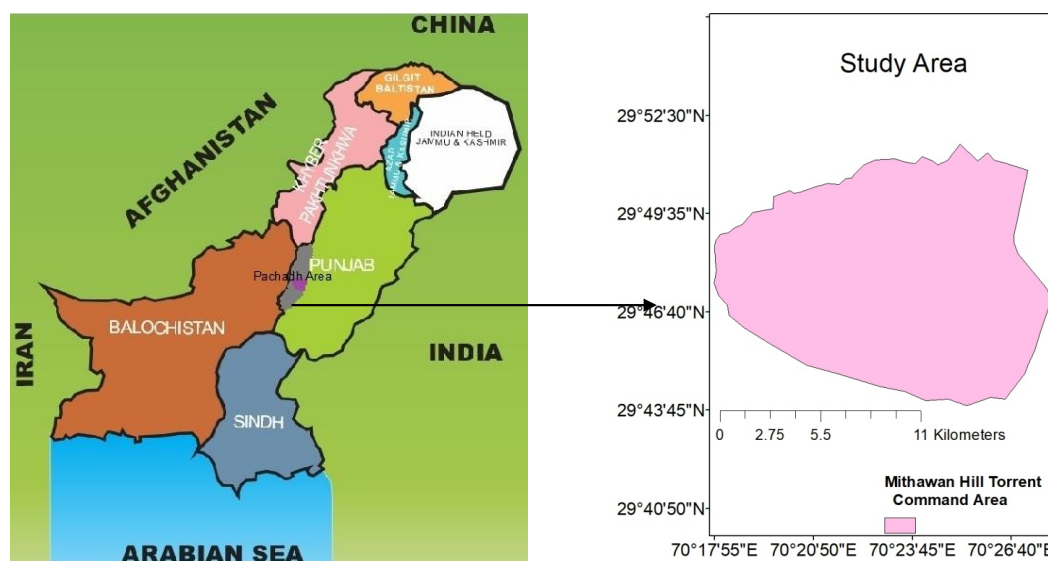 CHINA
GILGIT
BALTISTAN
INDIAN HELD
JAMMU & KASHMIR
AZAD
JAMMU & KASHMIR
KHYBER
PAKHTUNKHWA
AFGHANISTAN
PUNJAB
Pachadh Area
BALOCHISTAN
IRAN
INDIA
SINDH
ARABIAN SEA
Study Area
29°52'30"N
29°49'35"N
29°46'40"N
29°43'45"N
29°40'50"N
0 2.75 5.5 11 Kilometers
Mithawan Hill Torrent
Command Area
70°17'55"E 70°20'50"E 70°23'45"E 70°26'40"E